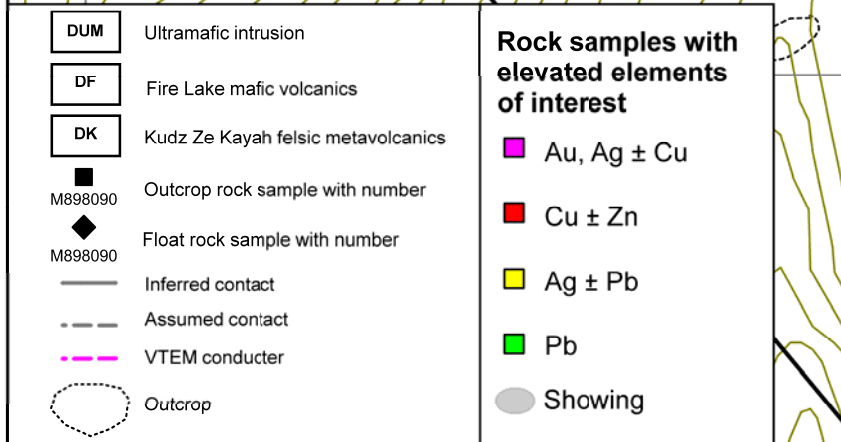 DUM
Ultramafic intrusion
DF
Fire Lake mafic volcanics
DK
Kudz Ze Kayah felsic metavolcanics
M898090
Outcrop rock sample with number
M898090
Float rock sample with number
Inferred contact
Assumed contact
VTEM conducter
Outcrop
Rock samples with
elevated elements
of interest
Au, Ag ± Cu
Cu ± Zn
Ag ± Pb
Pb
Showing